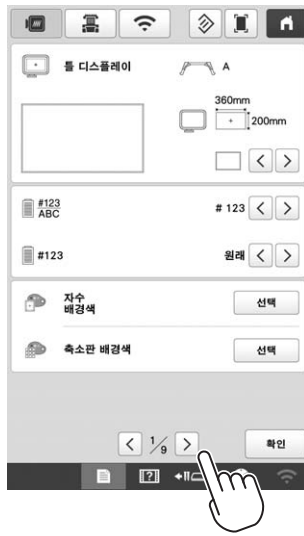 틀 디스플레이
A
360mm
200mm
#123
ABC
# 123
#123
원래
자수
배경색
선택
축소판 배경색
선택
1/9
확인